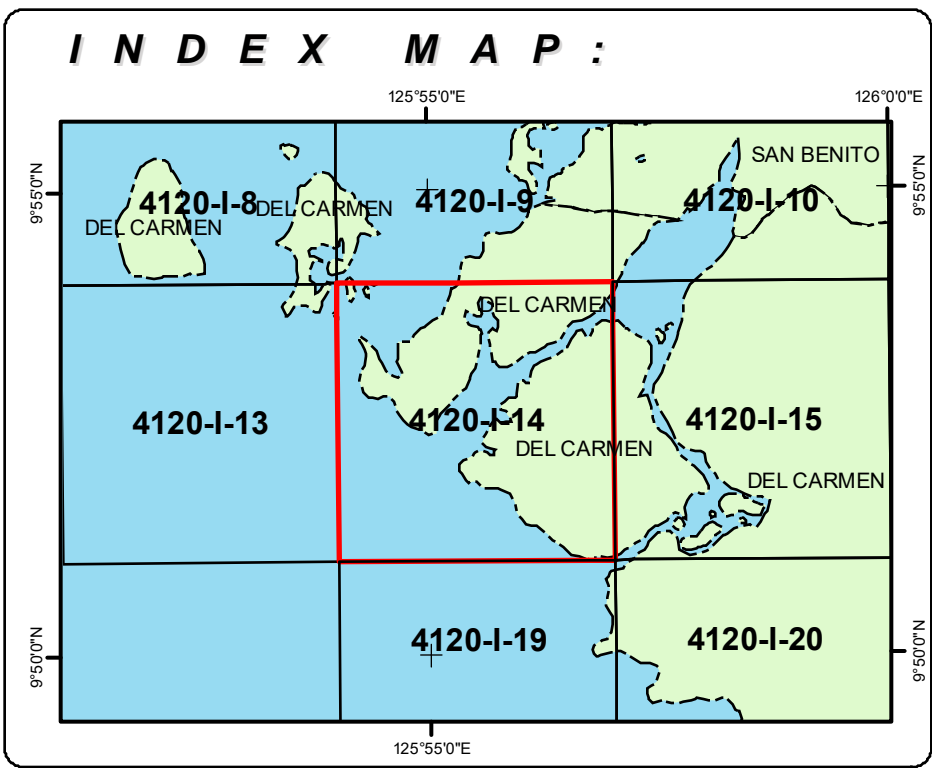 INDEX MAP:
125°55'0"E
126°0'0"E
SAN BENITO
9°55'0"N
9°55'0"N
4120-I-8
DEL CARMEN
4120-I-9
4120-I-10
DEL CARMEN
DEL CARMEN
4120-I-13
4120-I-14
4120-I-15
DEL CARMEN
DEL CARMEN
4120-I-19
4120-I-20
9°50'0"N
9°50'0"N
125°55'0"E